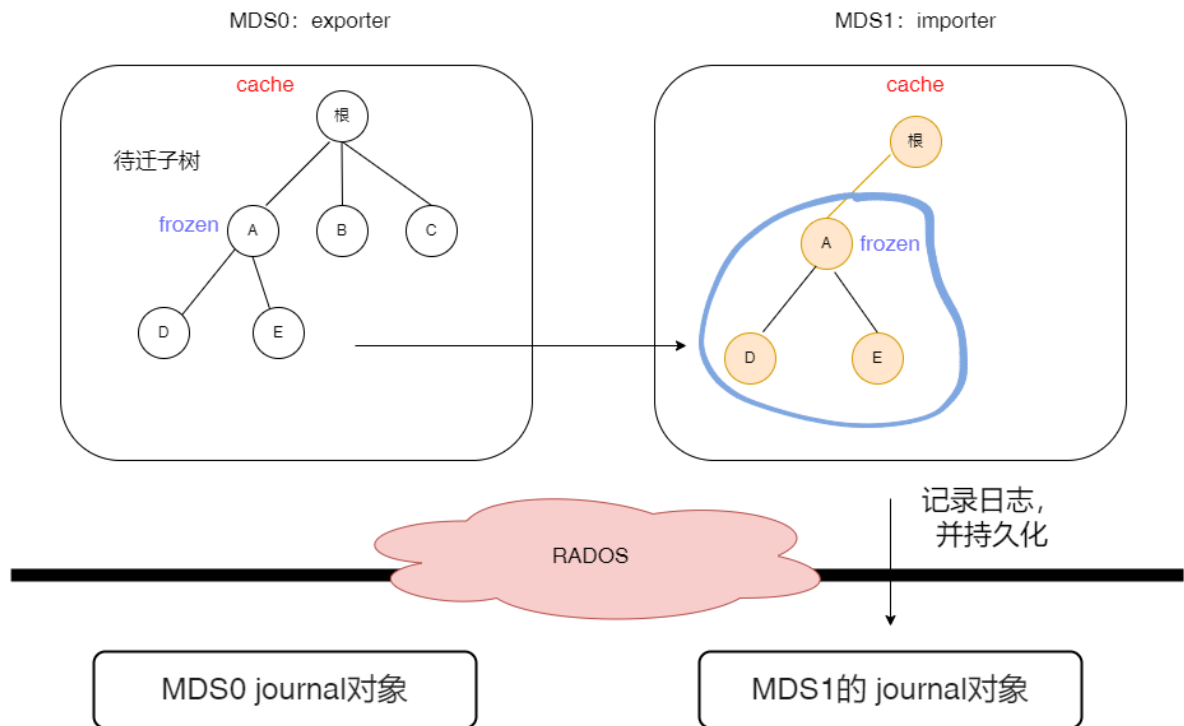 MDS0：exporter
MDS1：importer
cache
根
待迁子树
frozen
A
B
C
D
E
cache
根
A
frozen
D
E
记录日志，
并持久化
RADOS
MDS0 journal对象
MDS1的 journal对象